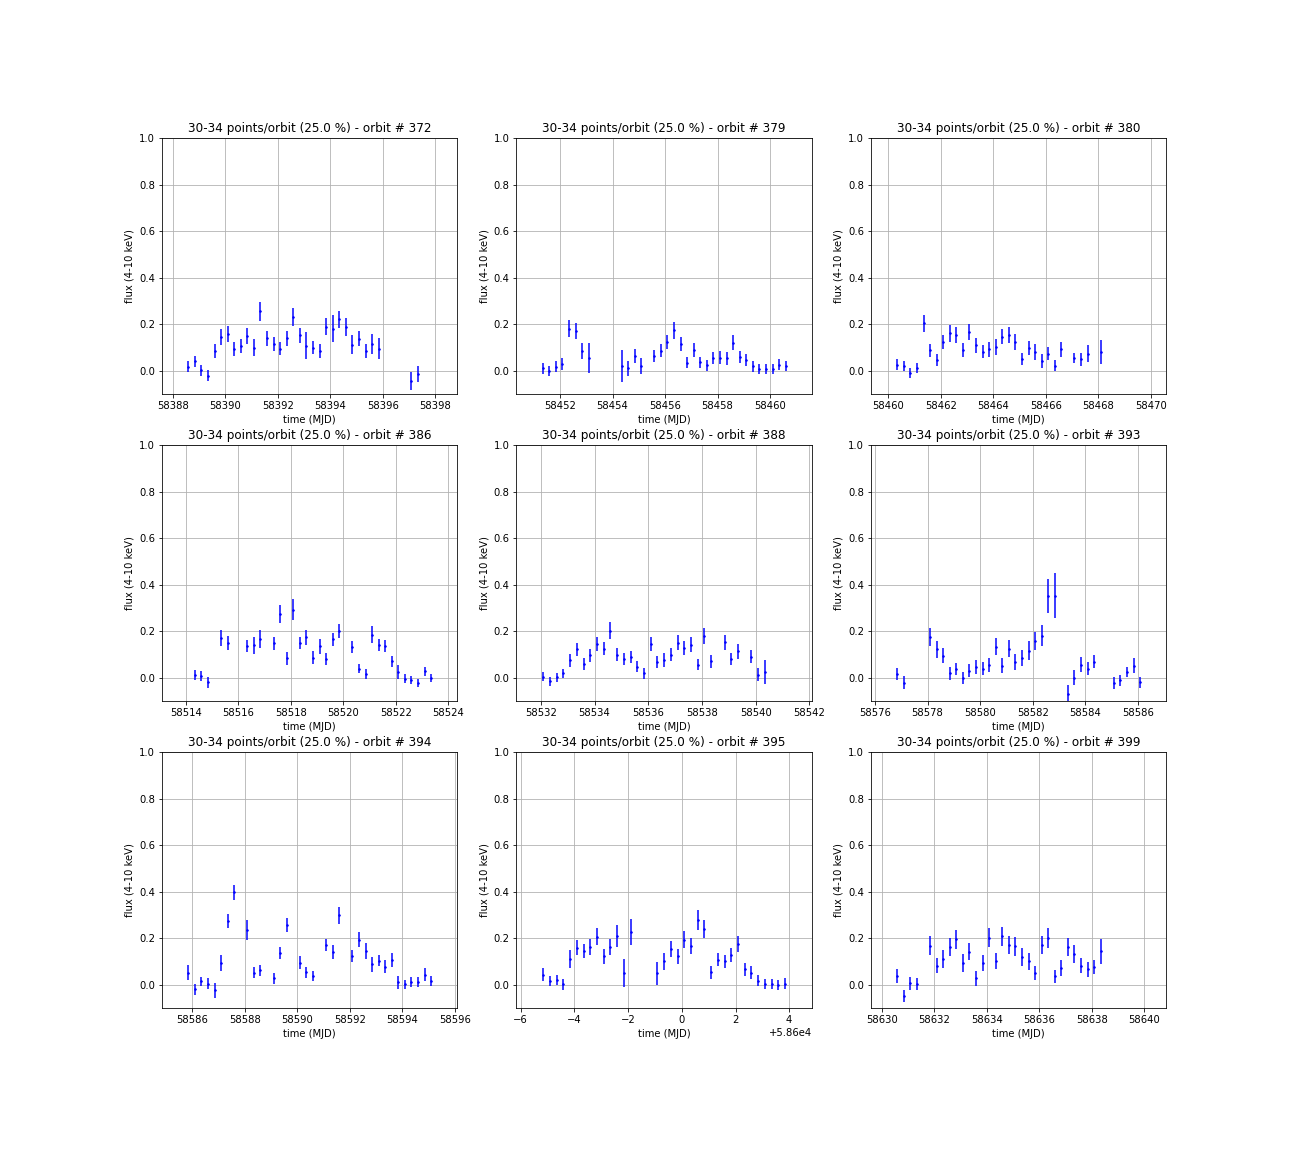 30-34 points/orbit (25.0 %) - orbit # 372
30-34 points/orbit (25.0 %) - orbit # 379
30-34 points/orbit (25.0 %) - orbit # 380
1.0
0.8
0.6
0.4
0.2
0.0
flux (4-10 keV)
58388 58390 58392 58394 58396 58398
time (MJD)
1.0
0.8
0.6
0.4
0.2
0.0
flux (4-10 keV)
58452 58454 58456 58458 58460
time (MJD)
1.0
0.8
0.6
0.4
0.2
0.0
flux (4-10 keV)
58460 58462 58464 58466 58468 58470
time (MJD)
30-34 points/orbit (25.0 %) - orbit # 386
30-34 points/orbit (25.0 %) - orbit # 388
30-34 points/orbit (25.0 %) - orbit # 393
1.0
0.8
0.6
0.4
0.2
0.0
flux (4-10 keV)
58514 58516 58518 58520 58522 58524
time (MJD)
1.0
0.8
0.6
0.4
0.2
0.0
flux (4-10 keV)
58532 58534 58536 58538 58540 58542
time (MJD)
1.0
0.8
0.6
0.4
0.2
0.0
flux (4-10 keV)
58576 58578 58580 58582 58584 58586
time (MJD)
30-34 points/orbit (25.0 %) - orbit # 394
30-34 points/orbit (25.0 %) - orbit # 395
30-34 points/orbit (25.0 %) - orbit # 399
1.0
0.8
0.6
0.4
0.2
0.0
flux (4-10 keV)
58586 58588 58590 58592 58594 58596
time (MJD)
1.0
0.8
0.6
0.4
0.2
0.0
flux (4-10 keV)
−6 −4 −2 0 2 4
time (MJD)
+5.86e4
1.0
0.8
0.6
0.4
0.2
0.0
flux (4-10 keV)
58630 58632 58634 58636 58638 58640
time (MJD)